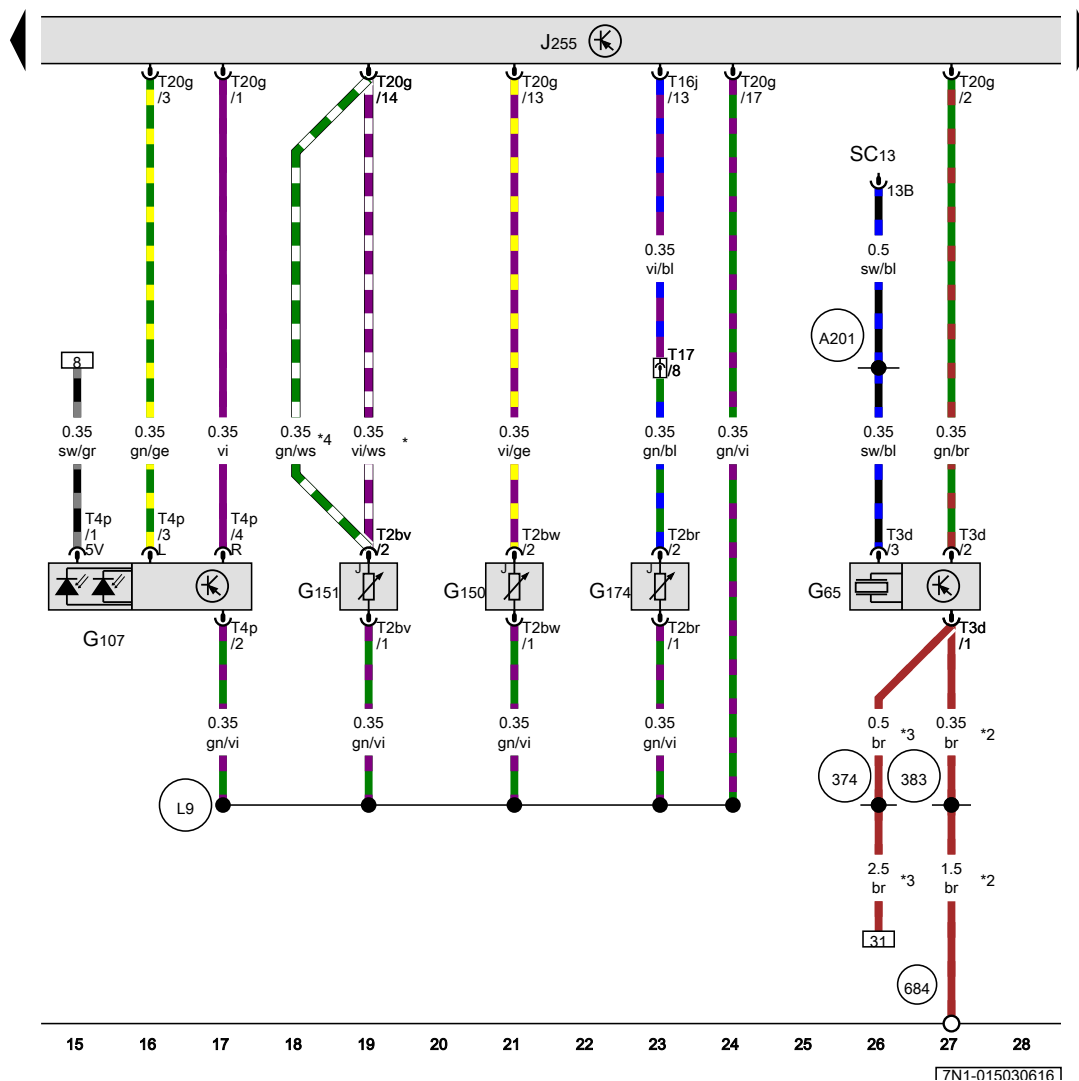 J255
T20g
/3
T20g
/1
T20g
/14
T20g
/13
T16j
/13
T20g
/17
T20g
/2
SC13
13B
0.35
vi/bl
0.5
sw/bl
A201
8
T17
/8
0.35
sw/gr
0.35
gn/ge
0.35
vi
0.35
gn/ws
*4
0.35
vi/ws
*
0.35
vi/ge
0.35
gn/bl
0.35
gn/vi
0.35
sw/bl
0.35
gn/br
T4p
/1
5V
T4p
/3
L
T4p
/4
R
T2bv
/2
T2bw
/2
T2br
/2
T3d
/3
T3d
/2
J
J
J
G107
G151
G150
G174
G65
T4p
/2
T2bv
/1
T2bw
/1
T2br
/1
T3d
/1
0.35
gn/vi
0.35
gn/vi
0.35
gn/vi
0.35
gn/vi
0.5
br
*3
0.35
br
*2
L9
374
383
2.5
br
*3
1.5
br
*2
31
684
15 16 17 18 19 20 21 22 23 24 25 26 27 28
7N1-015030616